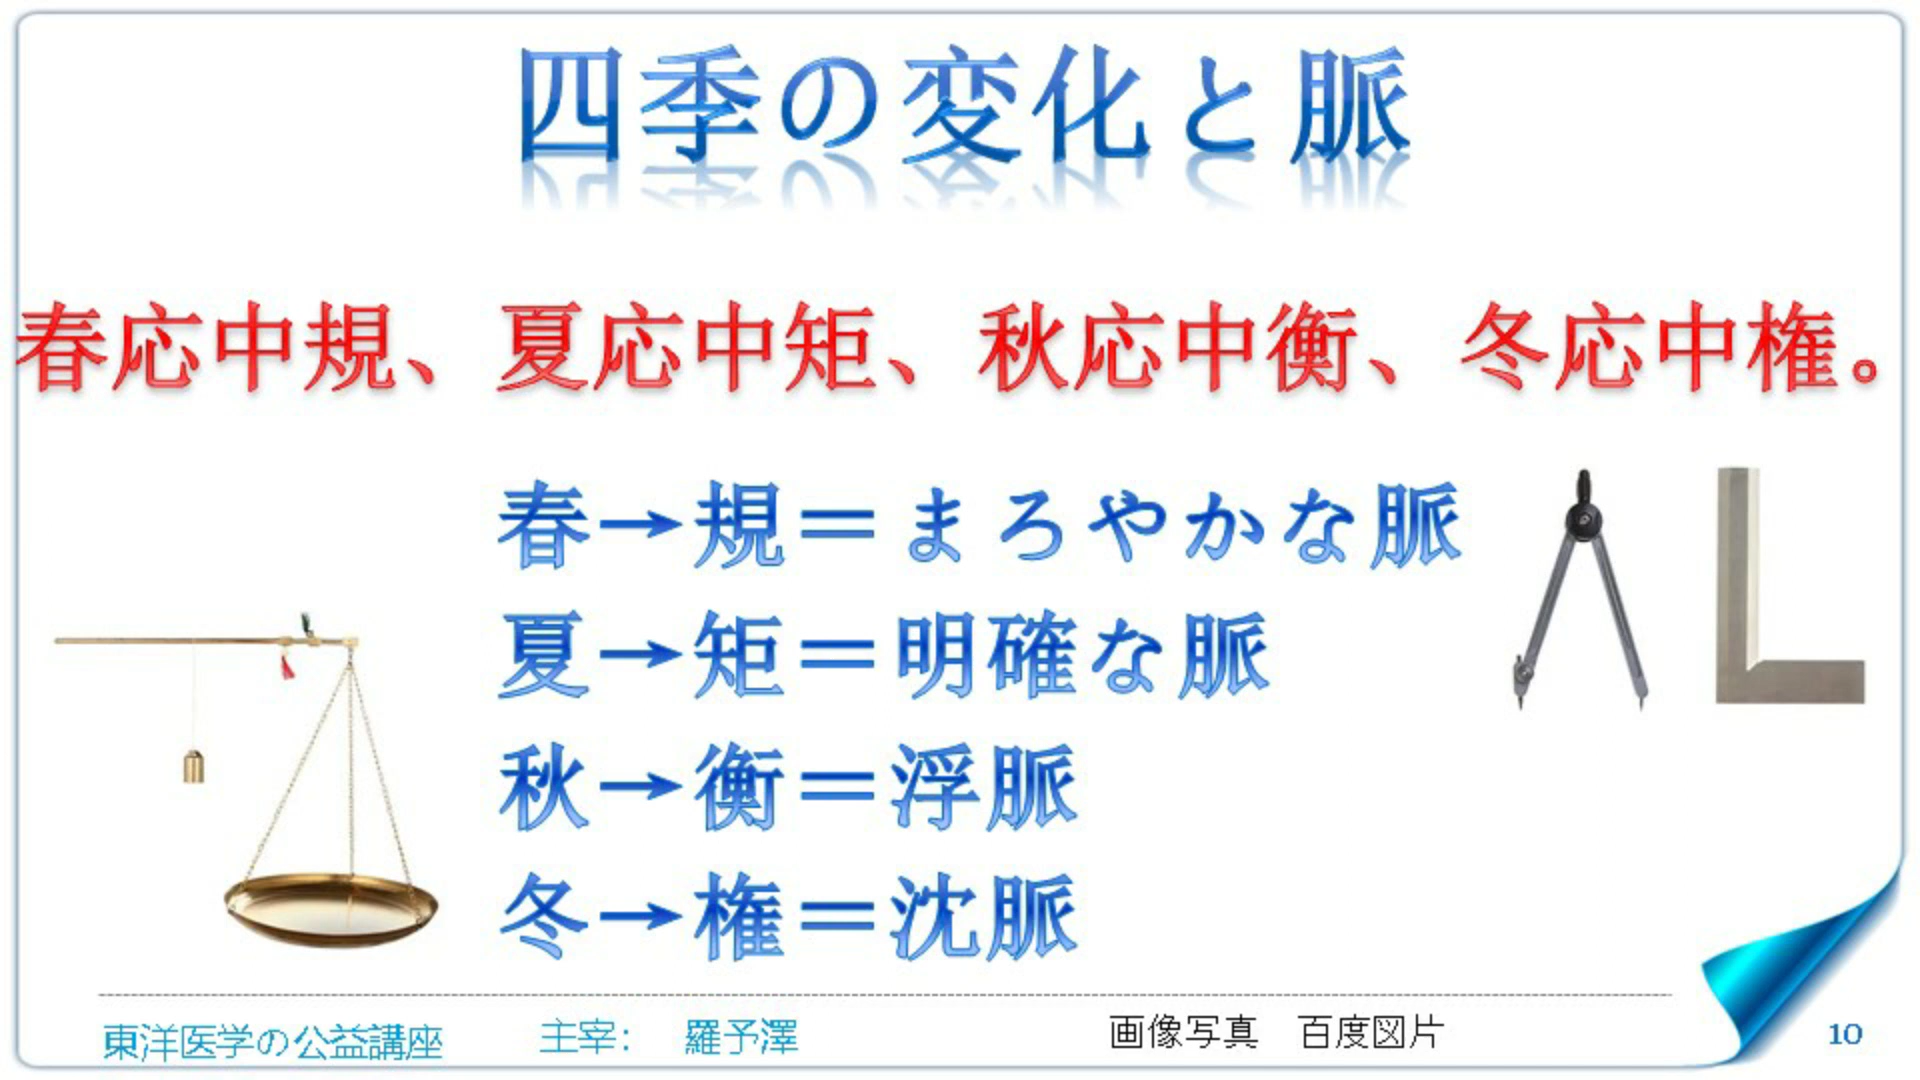 四季の変化と脈
春応中規、夏応中矩、秋応中衡、冬応中権。
春→規＝まろやかな脈
夏→矩＝明確な脈
秋→衡＝浮脈
冬→権＝沈脈
東洋医学の公益講座　主宰：　羅予澤　画像写真　百度図片　10